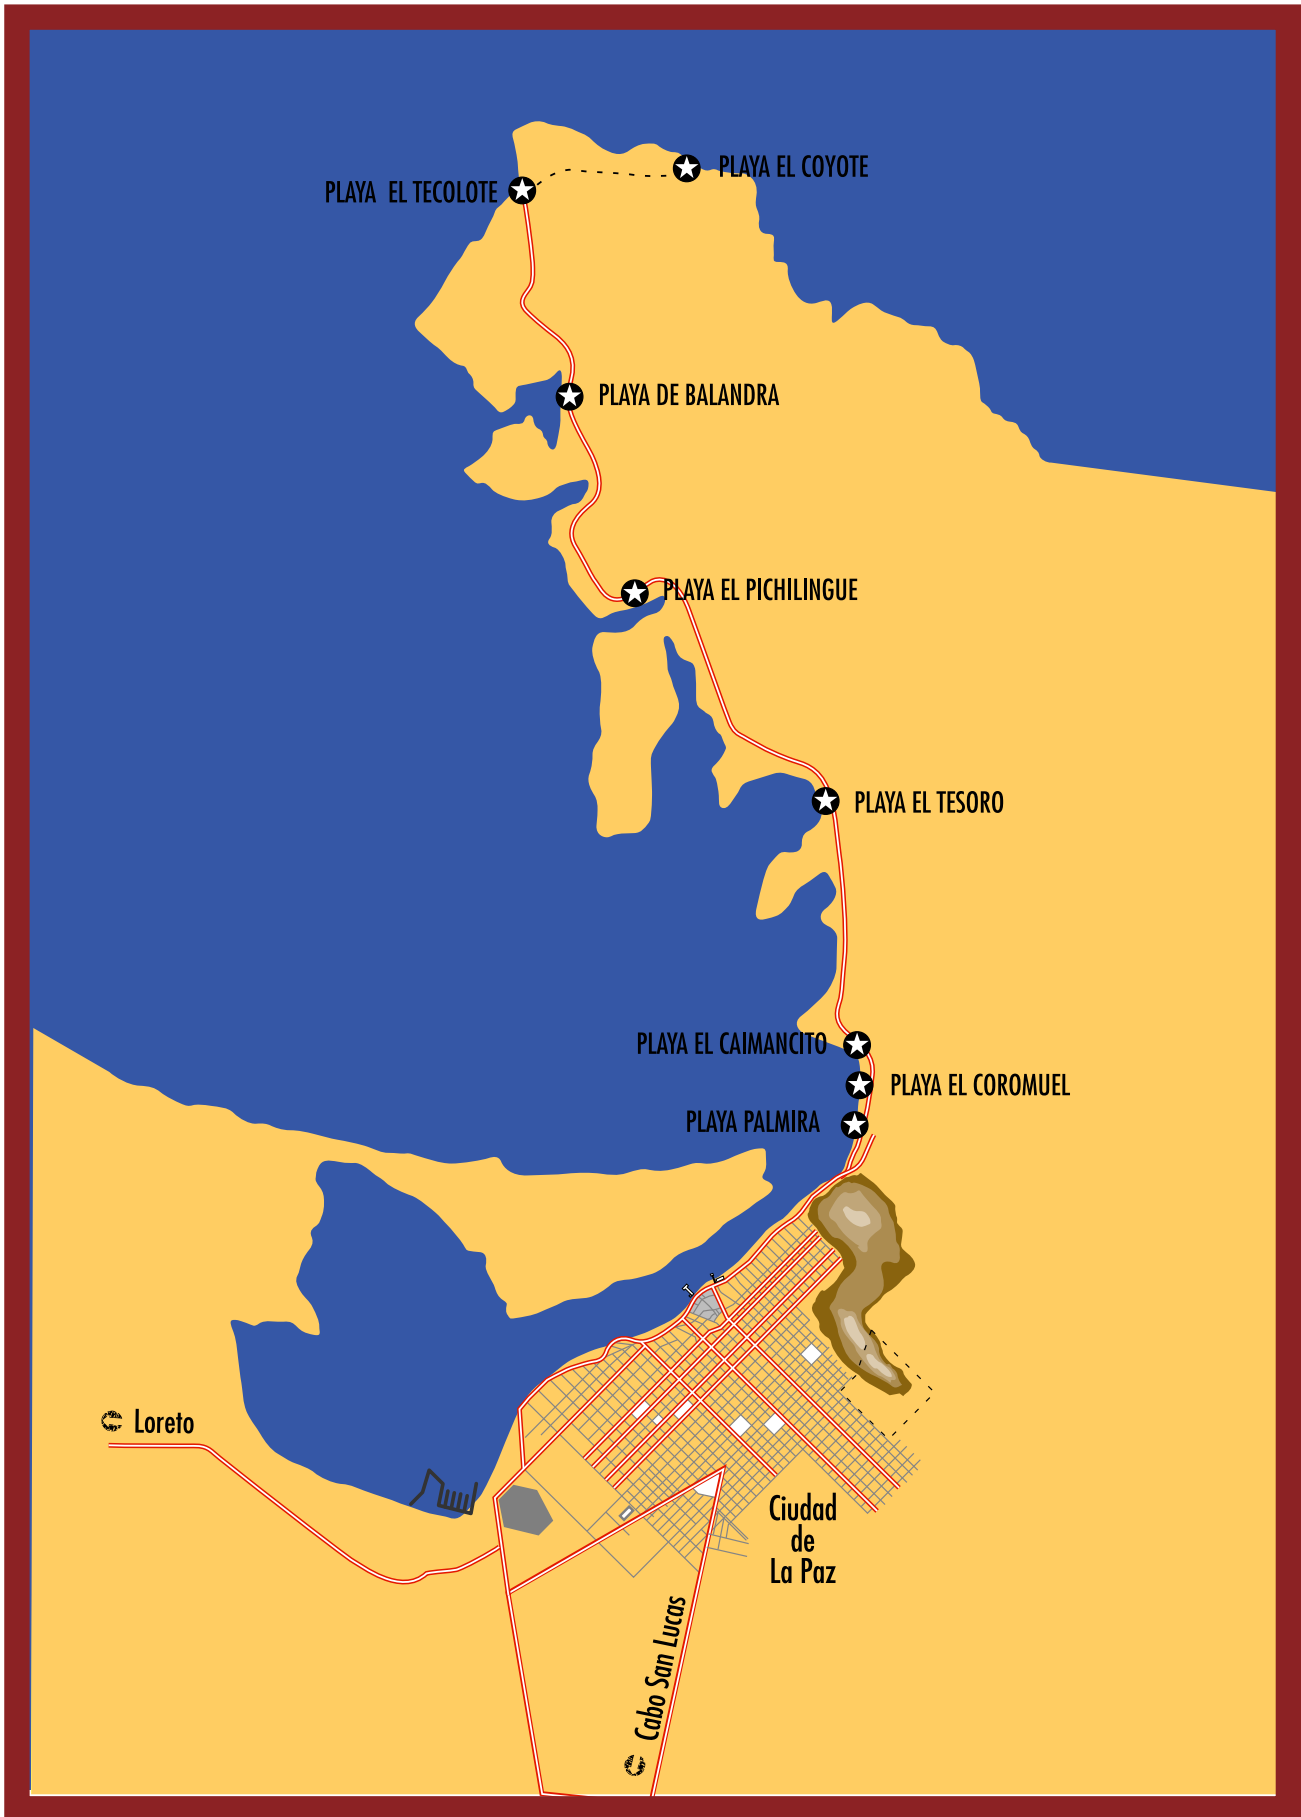 PLAYA EL COYOTE
PLAYA EL TECOLOTE
PLAYA DE BALANDRA
PLAYA EL PICHILINGUE
PLAYA EL TESORO
PLAYA EL CAIMANCITO
PLAYA EL COROMUEL
PLAYA PALMIRA
Loreto
Ciudad
de
La Paz
Cabo San Lucas